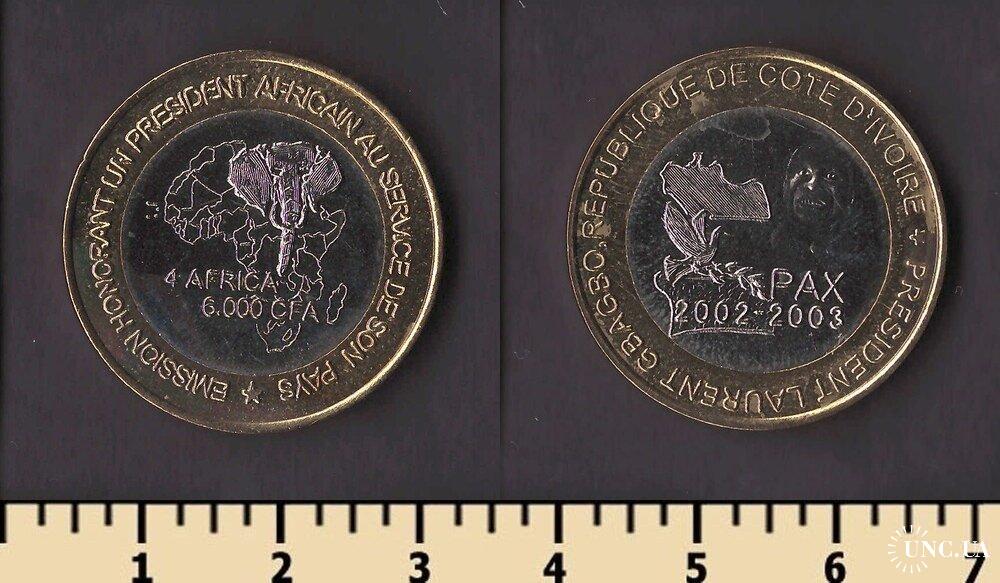 EMISSION HONORANT UN PRESIDENT AFRICAIN AU SERVICE DE SON PAYS ★
4 AFRICA
6.000 CFA
REPUBLIQUE DE COTE D'IVOIRE + PRESIDENT LAURENT GBAGBO.
PAX
2002-2003
1 2 3 4 5 6 7
UNC.UA